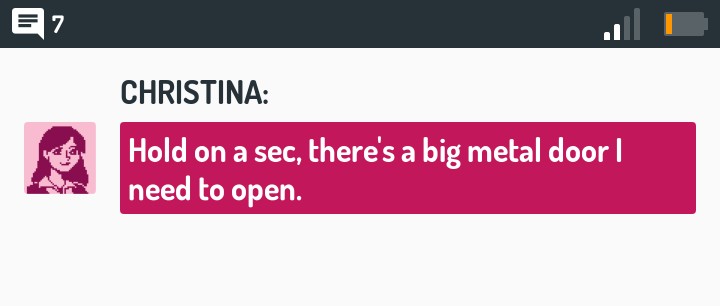 7
CHRISTINA:
Hold on a sec, there's a big metal door I
need to open.